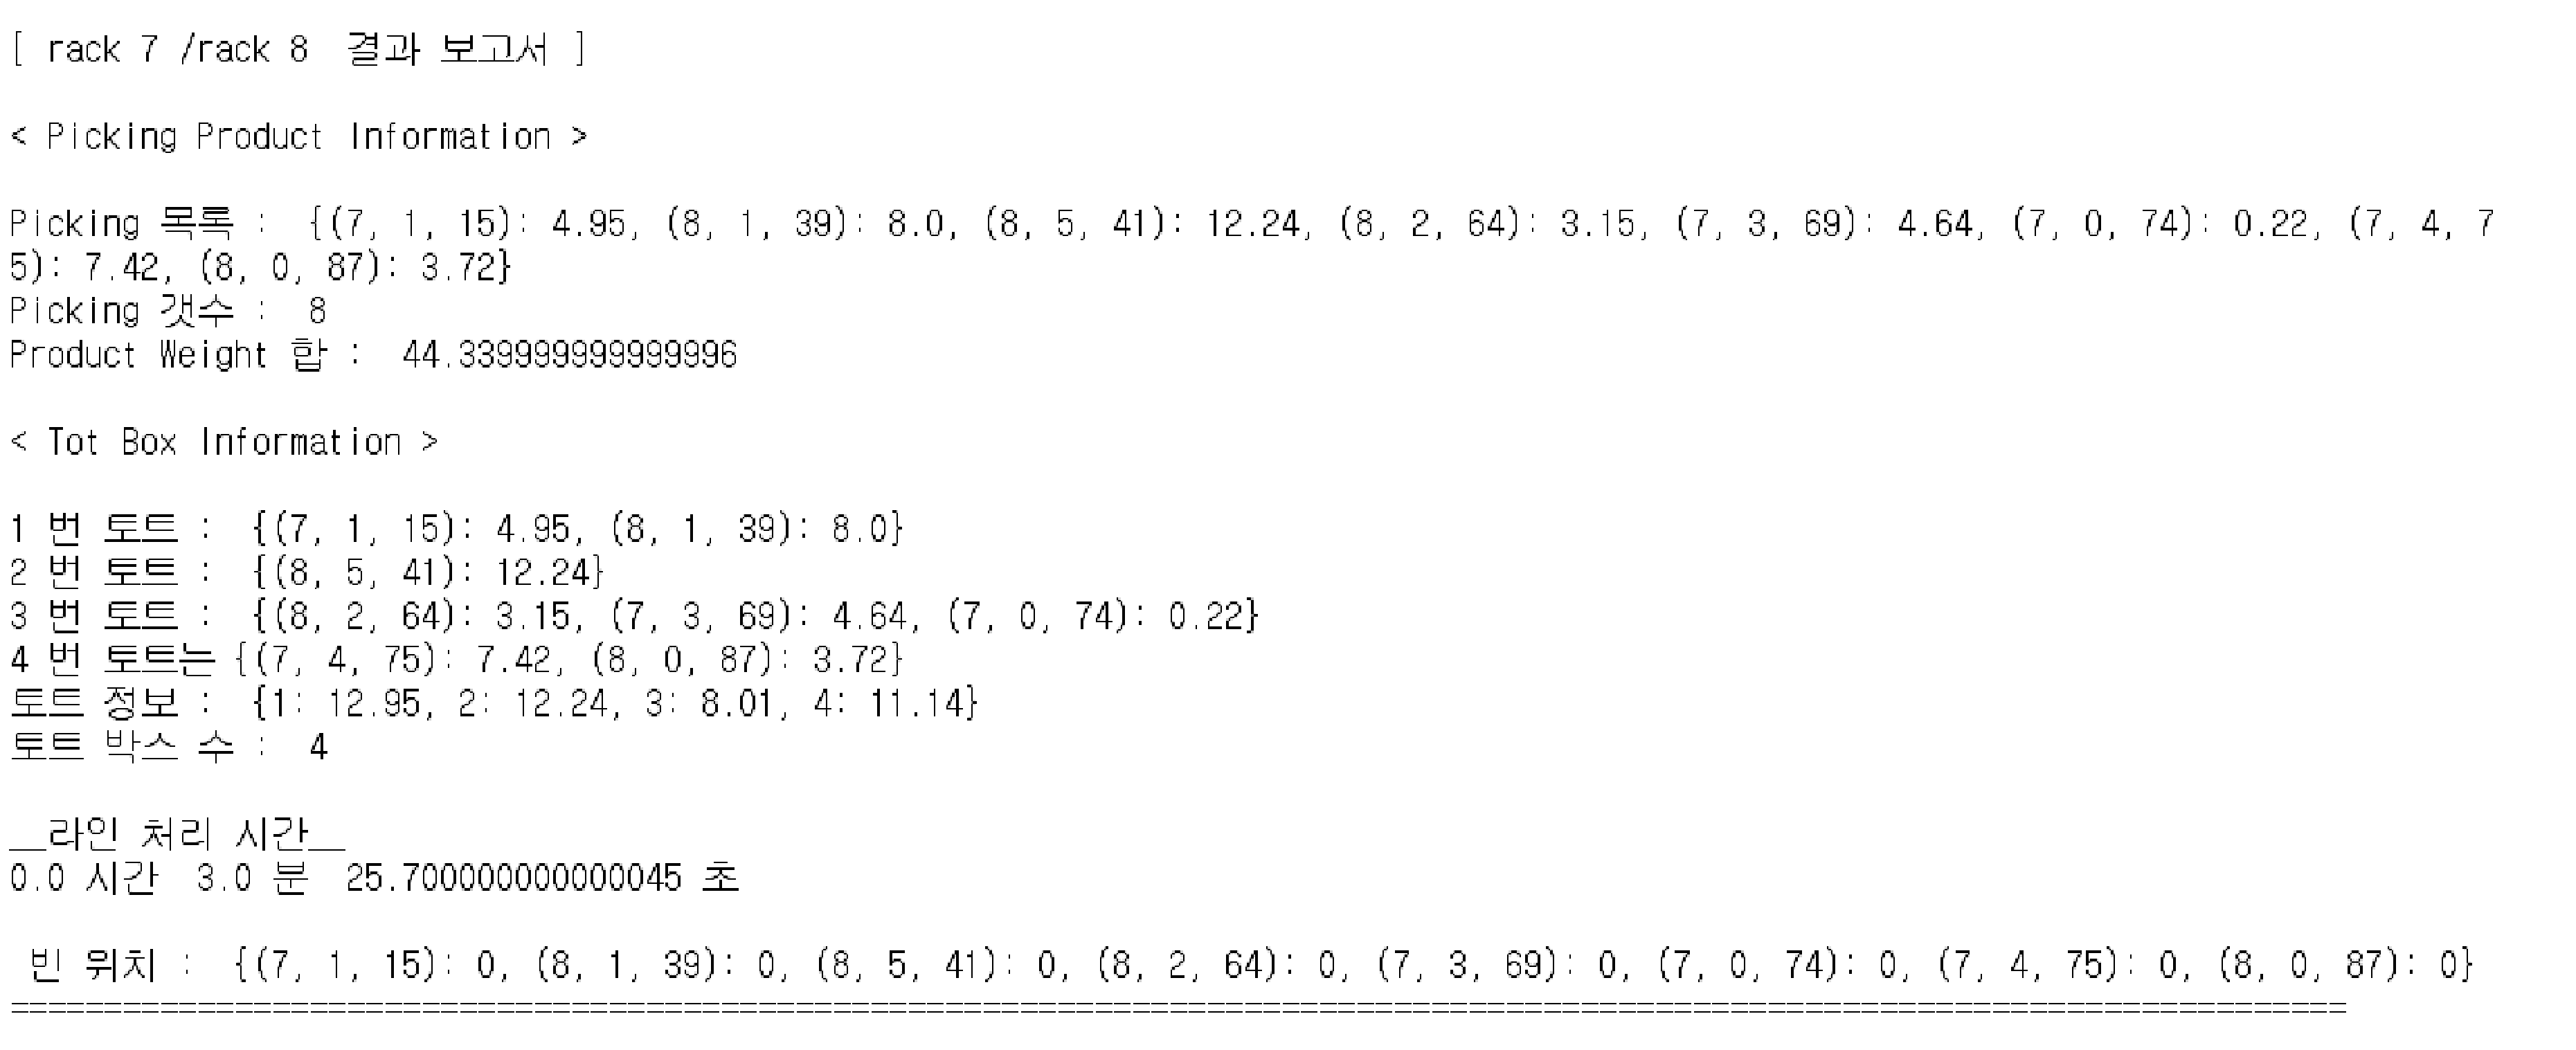 [ rack 7 /rack 8  결과 보고서 ]
< Picking Product Information >
Picking 목록 :  {(7, 1, 15): 4.95, (8, 1, 39): 8.0, (8, 5, 41): 12.24, (8, 2, 64): 3.15, (7, 3, 69): 4.64, (7, 0, 74): 0.22, (7, 4, 7
5): 7.42, (8, 0, 87): 3.72}
Picking 갯수 :  8
Product Weight 합 :  44.339999999999996
< Tot Box Information >
1 번 토트 :  {(7, 1, 15): 4.95, (8, 1, 39): 8.0}
2 번 토트 :  {(8, 5, 41): 12.24}
3 번 토트 :  {(8, 2, 64): 3.15, (7, 3, 69): 4.64, (7, 0, 74): 0.22}
4 번 토트는 {(7, 4, 75): 7.42, (8, 0, 87): 3.72}
토트 정보 :  {1: 12.95, 2: 12.24, 3: 8.01, 4: 11.14}
토트 박스 수 :  4
__라인 처리 시간__
0.0 시간  3.0 분  25.700000000000045 초
빈 위치 :  {(7, 1, 15): 0, (8, 1, 39): 0, (8, 5, 41): 0, (8, 2, 64): 0, (7, 3, 69): 0, (7, 0, 74): 0, (7, 4, 75): 0, (8, 0, 87): 0}
=============================================================================================================================